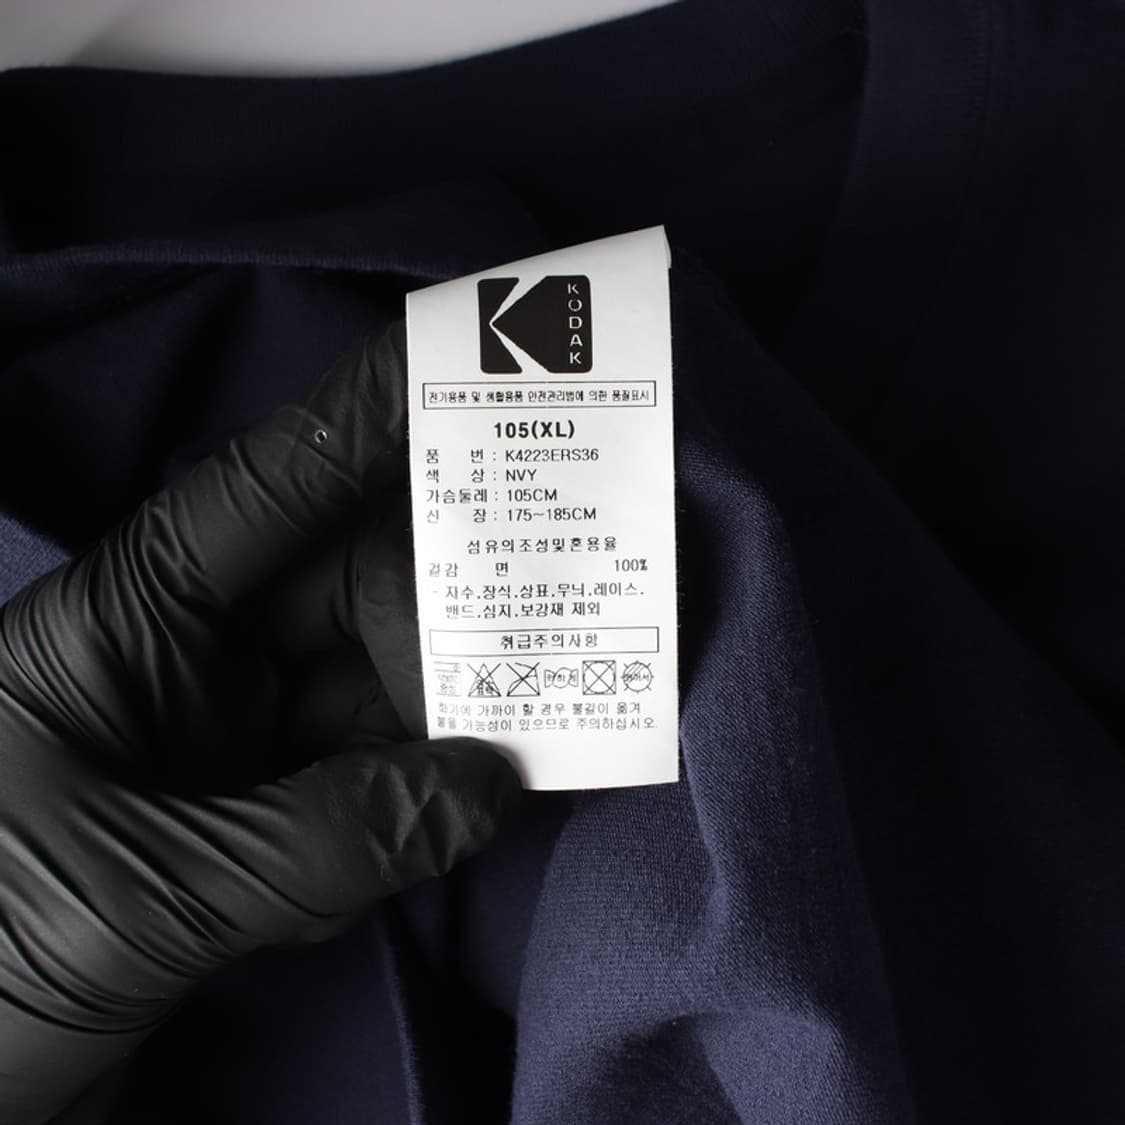 KODAK
전기용품 및 생활용품 안전관리법에 의한 품질표시
105(XL)
품 번 : K4223ERS36
색 상 : NVY
가슴둘레 : 105CM
신 장 : 175~185CM
섬유의조성및혼용율
겉감 면 100%
- 자수.장식.상표.무늬.레이스.
밴드.심지.보강재 제외
취급주의사항
화기에 가까이 할 경우 불길이 옮겨
붙을 가능성이 있으므로 주의하십시오.